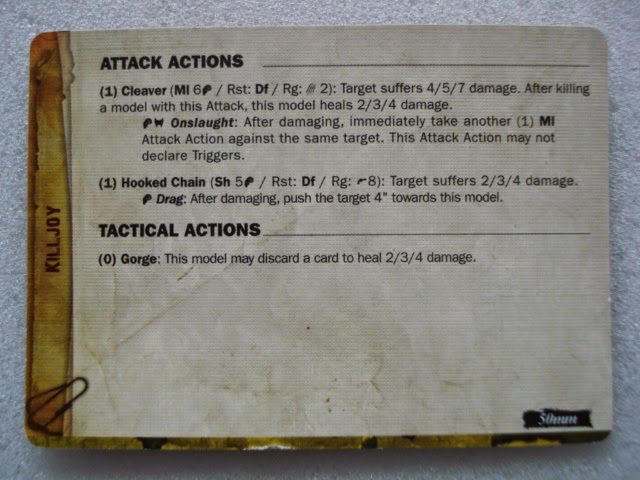 ATTACK ACTIONS
(1) Cleaver (Ml 6 / Rst: Df / Rg: 2): Target suffers 4/5/7 damage. After killing
a model with this Attack, this model heals 2/3/4 damage.
Onslaught: After damaging, immediately take another (1) Ml
Attack Action against the same target. This Attack Action may not
declare Triggers.
(1) Hooked Chain (Sh 5 / Rst: Df / Rg: 8): Target suffers 2/3/4 damage.
Drag: After damaging, push the target 4" towards this model.
TACTICAL ACTIONS
(0) Gorge: This model may discard a card to heal 2/3/4 damage.
KILLJOY
50mm